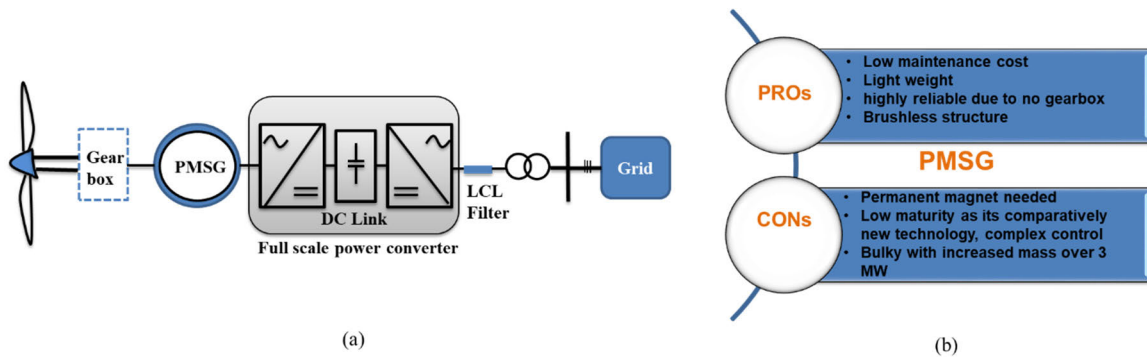 Gear
box
PMSG
DC Link
Full scale power converter
LCL
Filter
Grid
(a)
PROs
• Low maintenance cost
• Light weight
• highly reliable due to no gearbox
• Brushless structure
PMSG
CONs
• Permanent magnet needed
• Low maturity as its comparatively
new technology, complex control
• Bulky with increased mass over 3
MW
(b)